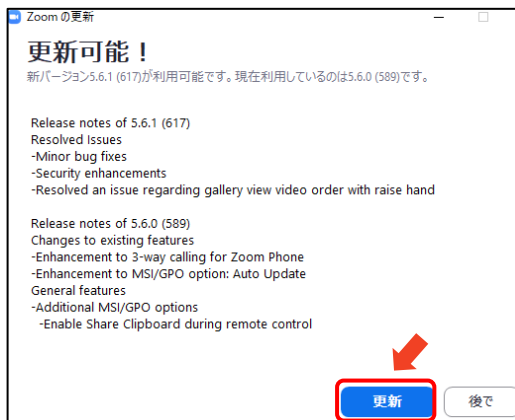 Zoom の更新
更新可能！
新バージョン5.6.1 (617)が利用可能です。現在利用しているのは5.6.0 (589)です。
Release notes of 5.6.1 (617)
Resolved Issues
-Minor bug fixes
-Security enhancements
-Resolved an issue regarding gallery view video order with raise hand
Release notes of 5.6.0 (589)
Changes to existing features
-Enhancement to 3-way calling for Zoom Phone
-Enhancement to MSI/GPO option: Auto Update
General features
-Additional MSI/GPO options
-Enable Share Clipboard during remote control
更新
後で